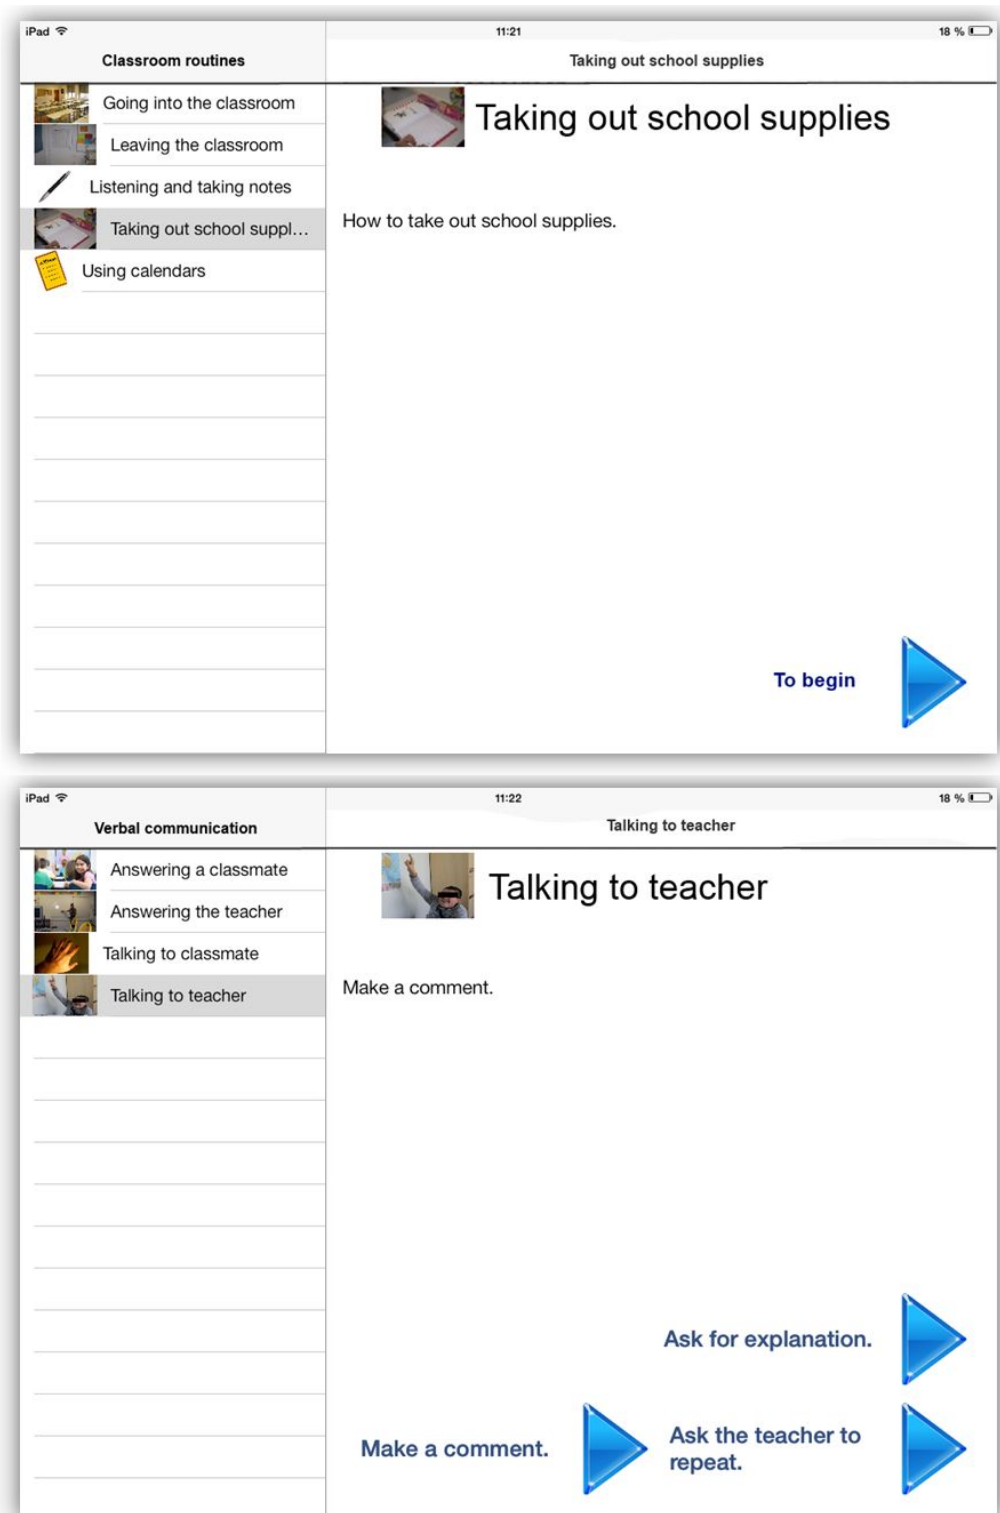 iPad 11:21 18 %
Classroom routines
Taking out school supplies
Going into the classroom
Leaving the classroom
Listening and taking notes
Taking out school suppl...
Using calendars
Taking out school supplies
How to take out school supplies.
To begin
iPad 11:22 18 %
Verbal communication
Talking to teacher
Answering a classmate
Answering the teacher
Talking to classmate
Talking to teacher
Talking to teacher
Make a comment.
Ask for explanation.
Make a comment.
Ask the teacher to
repeat.